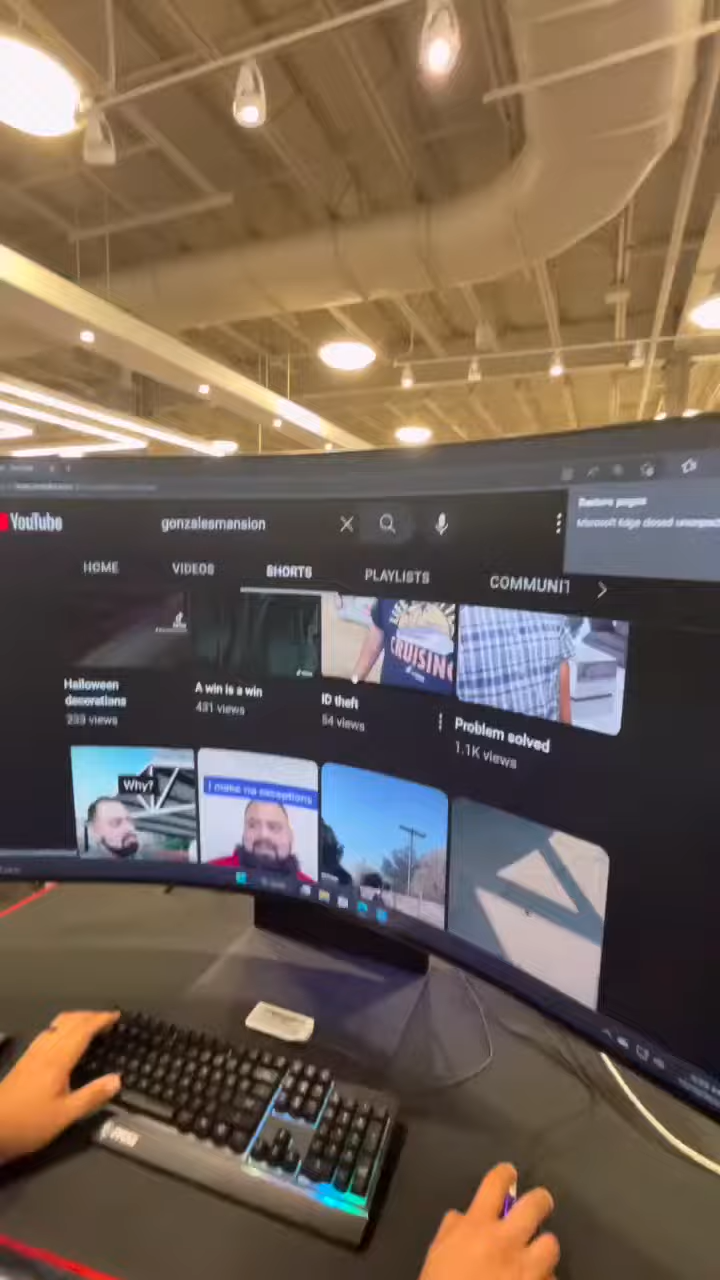 YouTube
gonzalesmansion
Restore pages
HOME
VIDEOS
SHORTS
PLAYLISTS
COMMUNIT
CRUISING
Halloween
decorations
233 views
A win is a win
431 views
ID theft
54 views
Problem solved
1.1K views
Why?
I make no exceptions